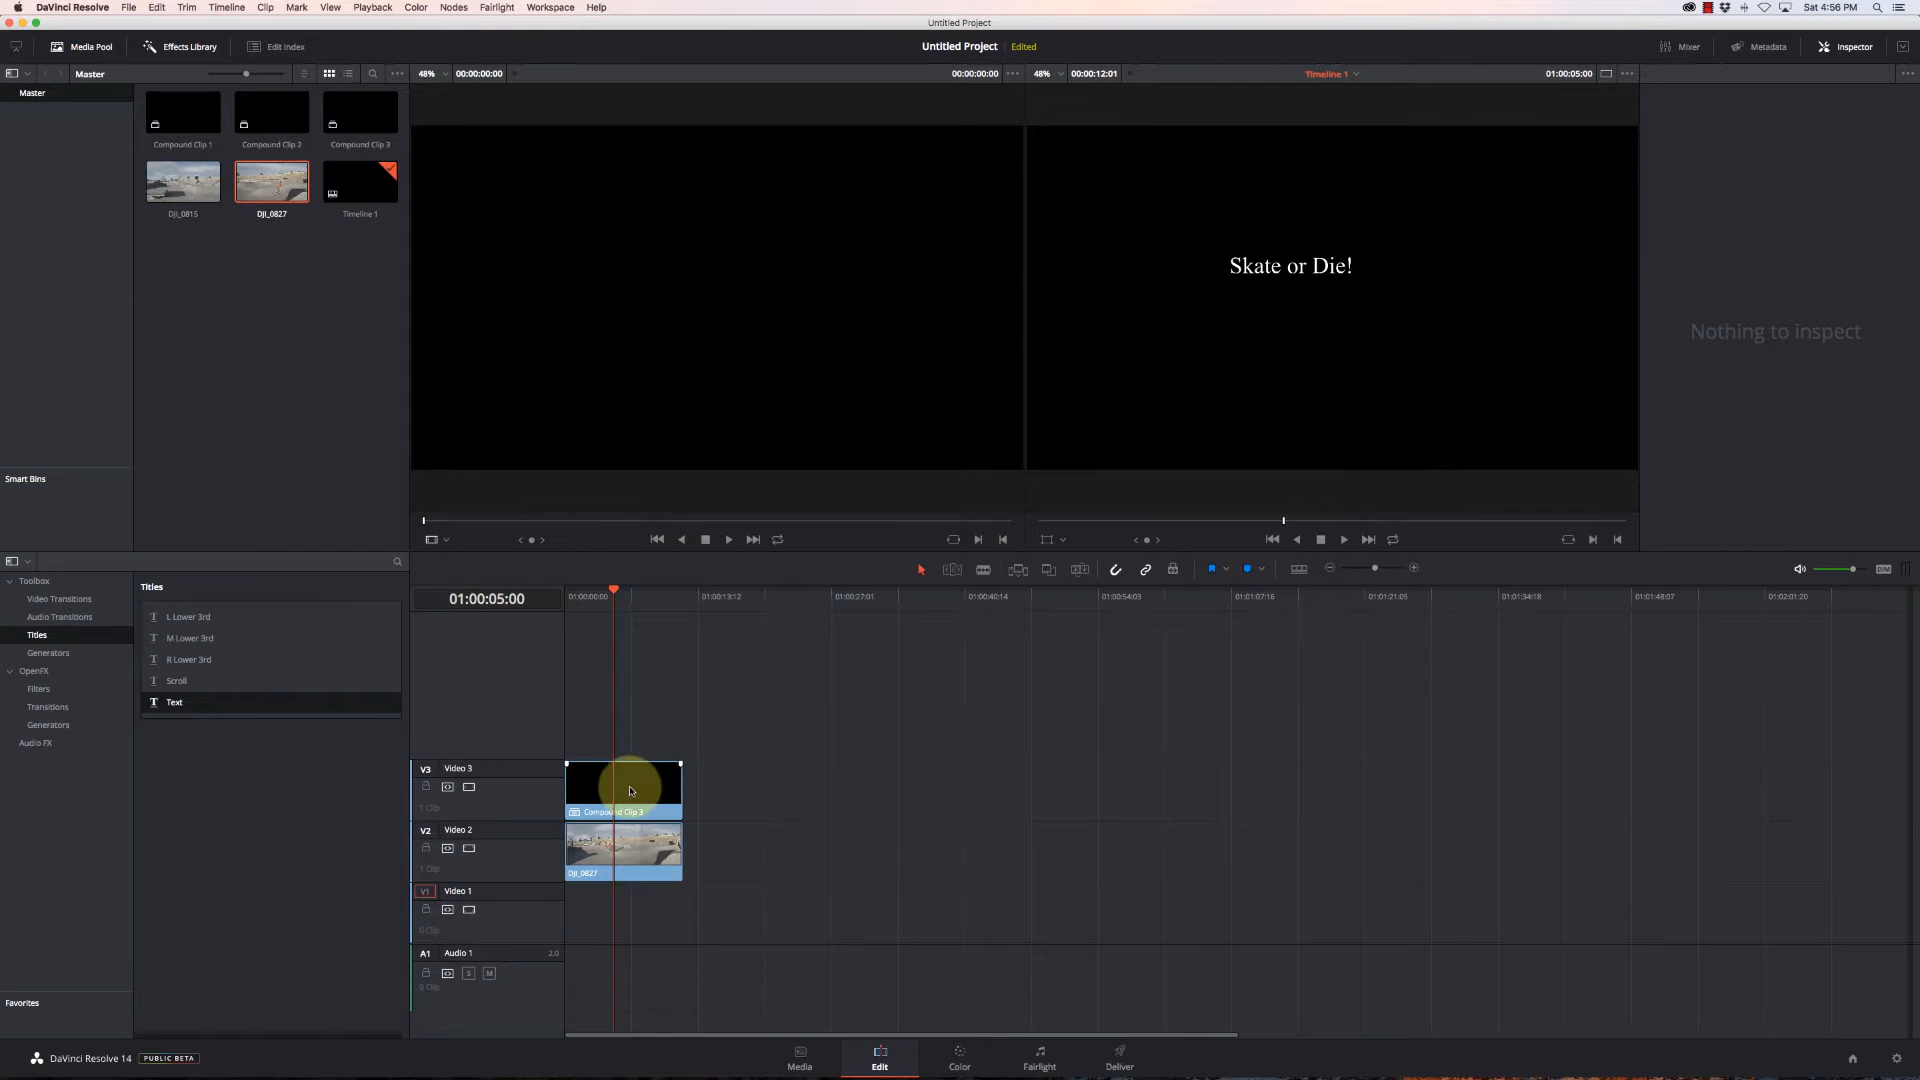 DaVinci Resolve File Edit Trim Timeline Clip Mark View Playback Color Nodes Fairlight Workspace Help Sat 4:56 PM
Untitled Project
Media Pool Effects Library Edit Index Untitled Project Edited Mixer Metadata Inspector
Master 48% 00:00:00:00 00:00:00:00 48% 00:00:12:01 Timeline 1 01:00:05:00
Master
Compound Clip 1 Compound Clip 2 Compound Clip 3
DJI_0815 DJI_0827 Timeline 1
Skate or Die!
Nothing to inspect
Smart Bins
Toolbox
Video Transitions
Audio Transitions
Titles
Generators
OpenFX
Filters
Transitions
Generators
Audio FX
Favorites
Titles
L Lower 3rd
M Lower 3rd
R Lower 3rd
Scroll
Text
DIM
01:00:05:00 01:00:00:00 01:00:13:12 01:00:27:01 01:00:40:14 01:00:54:03 01:01:07:16 01:01:21:05 01:01:34:18 01:01:48:07 01:02:01:20
V3 Video 3
1 Clip
Compound Clip 3
V2 Video 2
1 Clip
DJI_0827
V1 Video 1
0 Clip
A1 Audio 1 2.0
S M
0 Clip
DaVinci Resolve 14 PUBLIC BETA
Media Edit Color Fairlight Deliver